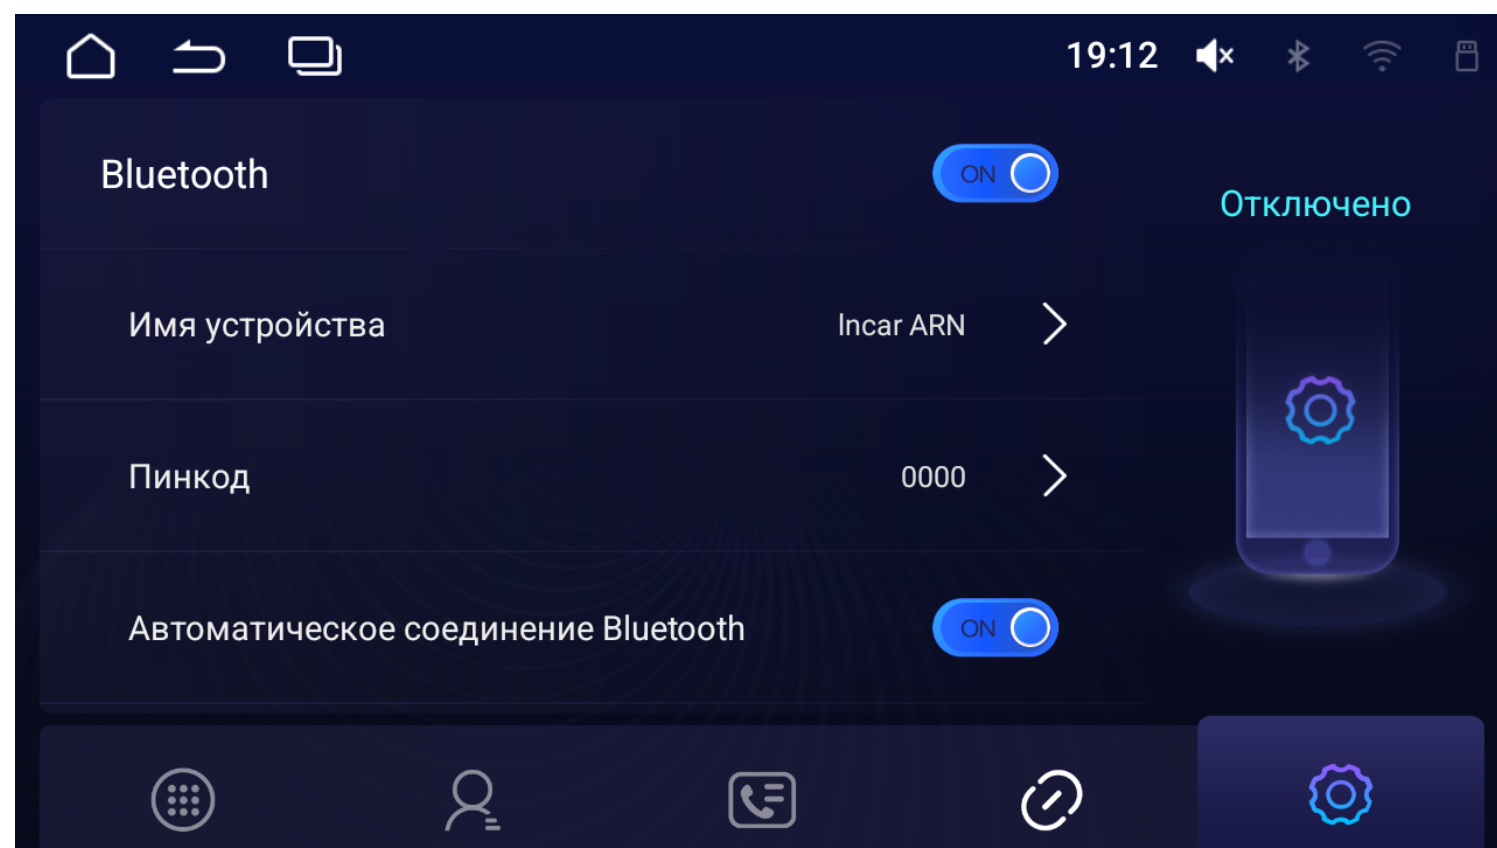 19:12
Bluetooth
ON
Отключено
Имя устройства
Incar ARN
Пинкод
0000
Автоматическое соединение Bluetooth
ON